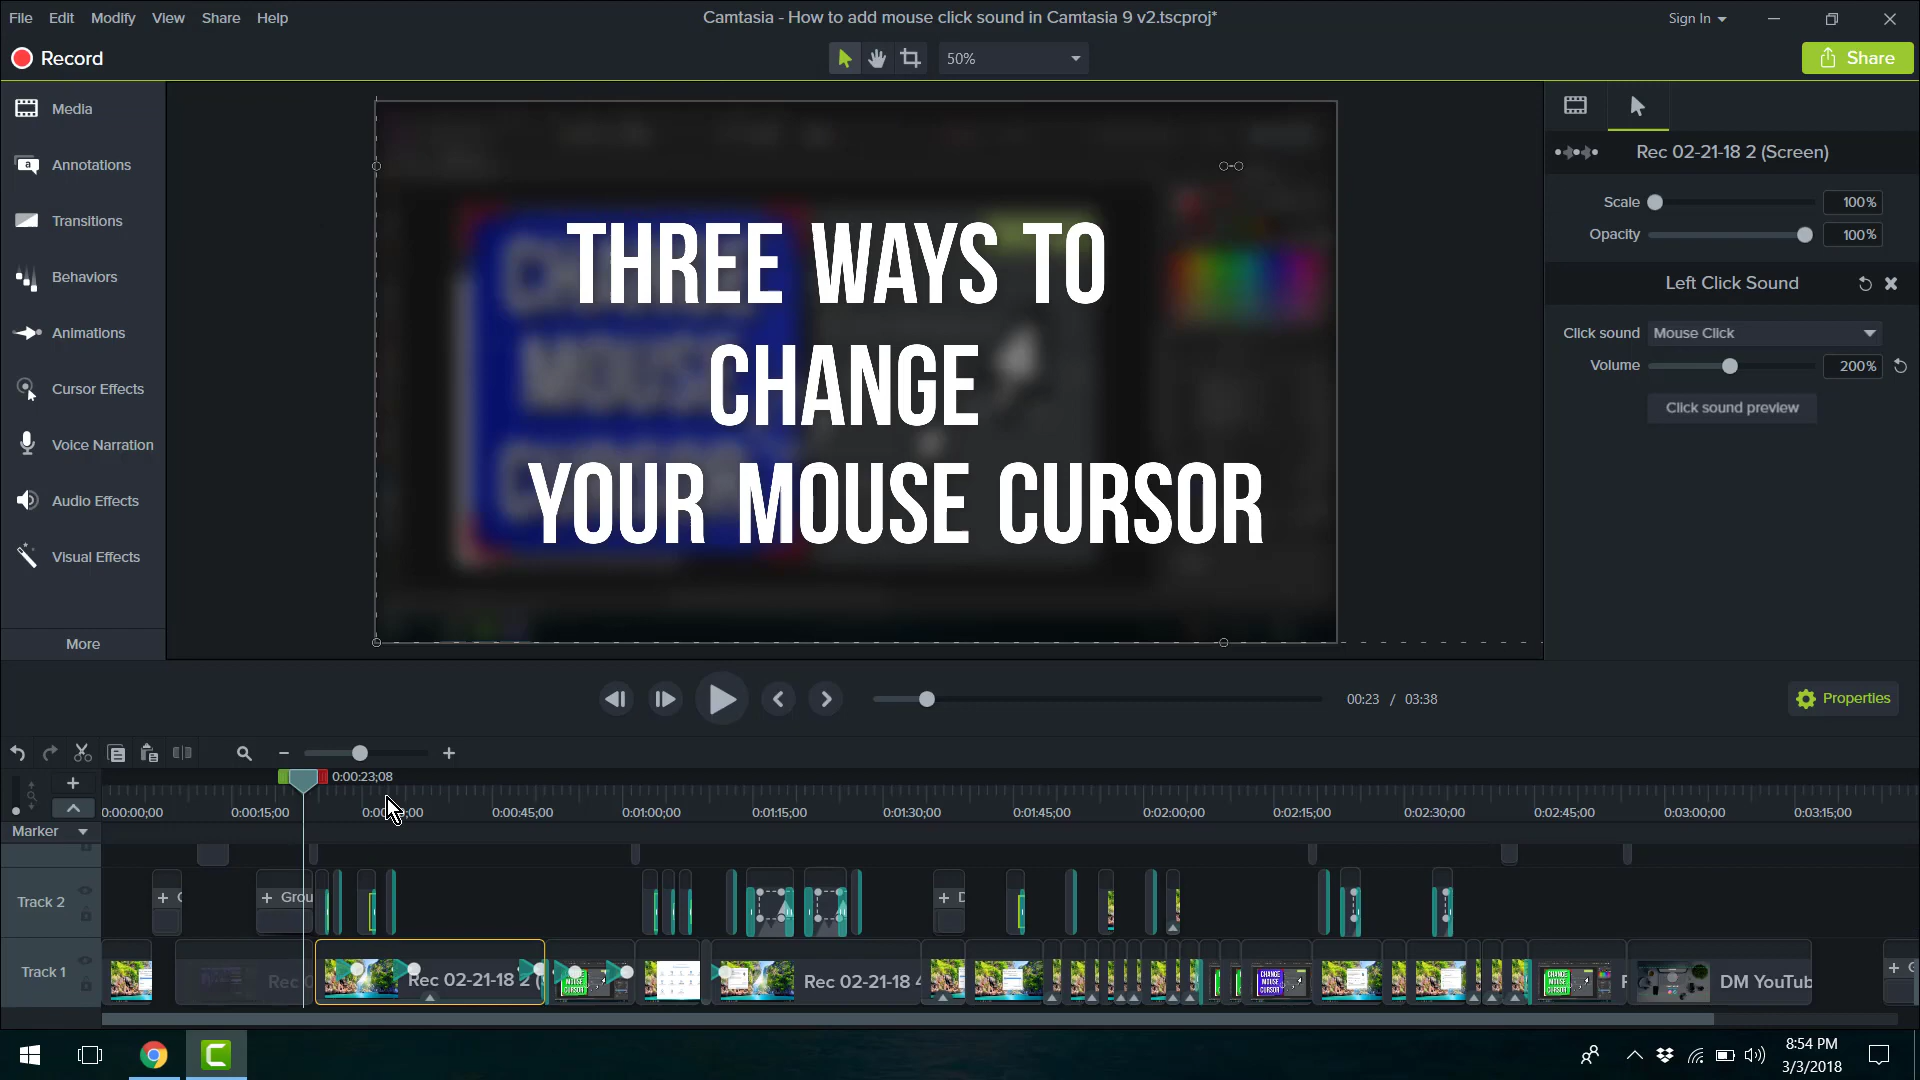 File Edit Modify View Share Help
Camtasia - How to add mouse click sound in Camtasia 9 v2.tscproj*
Sign In
Record
50%
Share
Media
Annotations
Transitions
Behaviors
Animations
Cursor Effects
Voice Narration
Audio Effects
Visual Effects
More
THREE WAYS TO
CHANGE
YOUR MOUSE CURSOR
Rec 02-21-18 2 (Screen)
Scale 100%
Opacity 100%
Left Click Sound
Click sound Mouse Click
Volume 200%
Click sound preview
00:23 / 03:38
Properties
0:00:23;08
0:00:00;00 0:00:15;00 0:00:45;00 0:01:00;00 0:01:15;00 0:01:30;00 0:01:45;00 0:02:00;00 0:02:15;00 0:02:30;00 0:02:45;00 0:03:00;00 0:03:15;00
Marker
Track 2
+ Grou
Track 1
Rec
Rec 02-21-18 2 (
Rec 02-21-18 4
CHANGE
MOUSE
CURSOR
DM YouTub
8:54 PM
3/3/2018